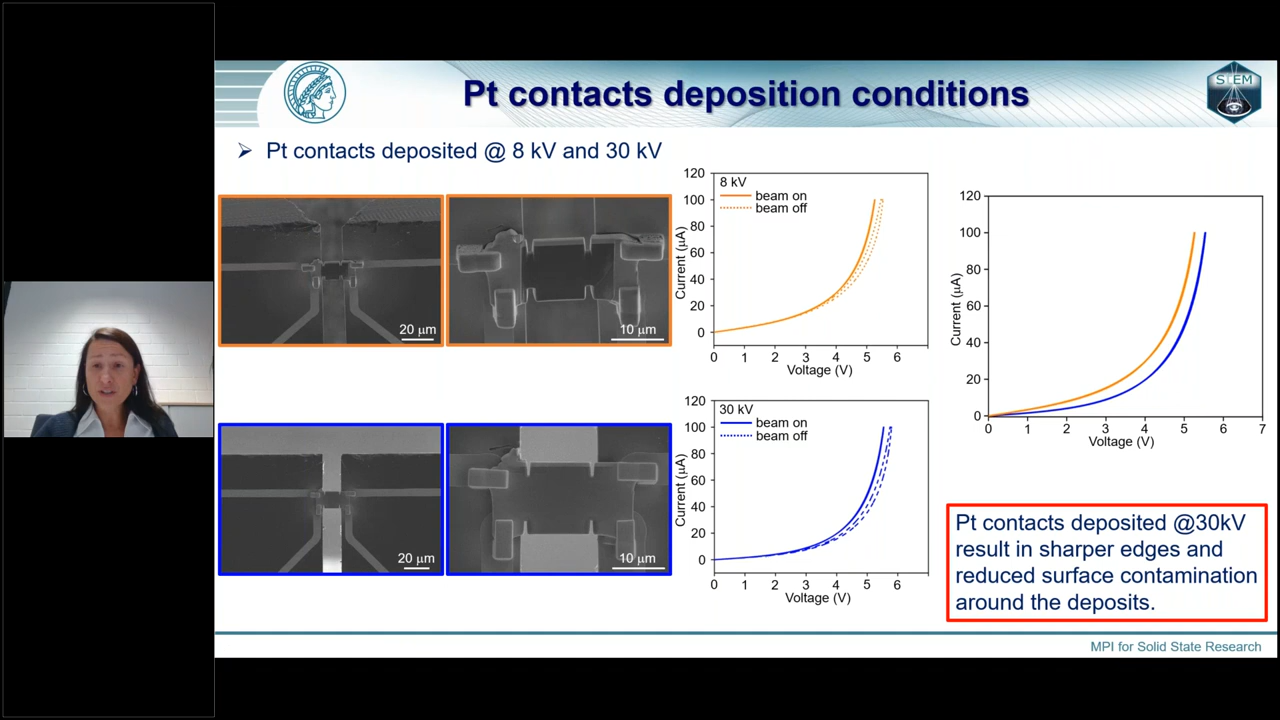 Pt contacts deposition conditions
STEM
➢ Pt contacts deposited @ 8 kV and 30 kV
20 μm
10 μm
120
100
80
60
40
20
0
Current (μA)
8 kV
beam on
beam off
0 1 2 3 4 5 6
Voltage (V)
120
100
80
60
40
20
0
Current (μA)
0 1 2 3 4 5 6 7
Voltage (V)
20 μm
10 μm
120
100
80
60
40
20
0
Current (μA)
30 kV
beam on
beam off
0 1 2 3 4 5 6
Voltage (V)
Pt contacts deposited @30kV
result in sharper edges and
reduced surface contamination
around the deposits.
MPI for Solid State Research